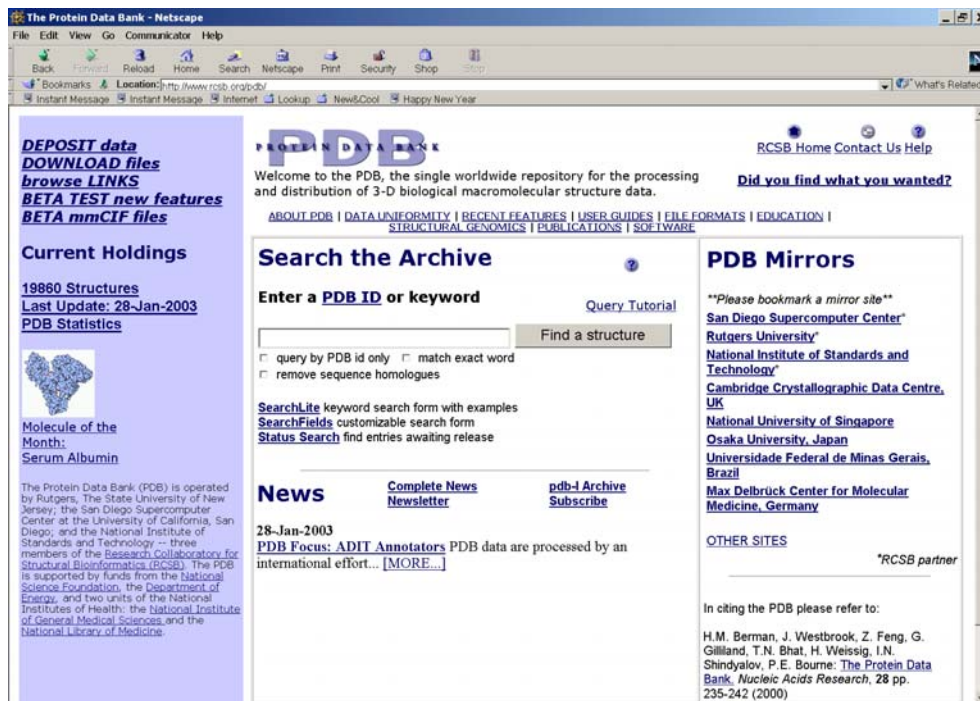 The Protein Data Bank - Netscape
File Edit View Go Communicator Help
Back Forward Reload Home Search Netscape Print Security Shop Stop
Bookmarks Location: http://www.rcsb.org/pdb/ What's Related
Instant Message Instant Message Internet Lookup New&Cool Happy New Year
DEPOSIT data
DOWNLOAD files
browse LINKS
BETA TEST new features
BETA mmCIF files
Current Holdings
19860 Structures
Last Update: 28-Jan-2003
PDB Statistics
Molecule of the
Month:
Serum Albumin
The Protein Data Bank (PDB) is operated
by Rutgers, The State University of New
Jersey; the San Diego Supercomputer
Center at the University of California, San
Diego; and the National Institute of
Standards and Technology -- three
members of the Research Collaboratory for
Structural Bioinformatics (RCSB). The PDB
is supported by funds from the National
Science Foundation, the Department of
Energy, and two units of the National
Institutes of Health: the National Institute
of General Medical Sciences and the
National Library of Medicine.
PDB
PROTEIN DATA BANK
Welcome to the PDB, the single worldwide repository for the processing
and distribution of 3-D biological macromolecular structure data.
RCSB Home Contact Us Help
Did you find what you wanted?
ABOUT PDB | DATA UNIFORMITY | RECENT FEATURES | USER GUIDES | FILE FORMATS | EDUCATION |
STRUCTURAL GENOMICS | PUBLICATIONS | SOFTWARE
Search the Archive ?
Enter a PDB ID or keyword
Query Tutorial
Find a structure
query by PDB id only match exact word
remove sequence homologues
SearchLite keyword search form with examples
SearchFields customizable search form
Status Search find entries awaiting release
News
Complete News
Newsletter
pdb-l Archive
Subscribe
28-Jan-2003
PDB Focus: ADIT Annotators PDB data are processed by an
international effort... [MORE...]
PDB Mirrors
**Please bookmark a mirror site**
San Diego Supercomputer Center*
Rutgers University*
National Institute of Standards and
Technology*
Cambridge Crystallographic Data Centre,
UK
National University of Singapore
Osaka University, Japan
Universidade Federal de Minas Gerais,
Brazil
Max Delbrück Center for Molecular
Medicine, Germany
OTHER SITES
*RCSB partner
In citing the PDB please refer to:
H.M. Berman, J. Westbrook, Z. Feng, G.
Gilliland, T.N. Bhat, H. Weissig, I.N.
Shindyalov, P.E. Bourne: The Protein Data
Bank. Nucleic Acids Research, 28 pp.
235-242 (2000)